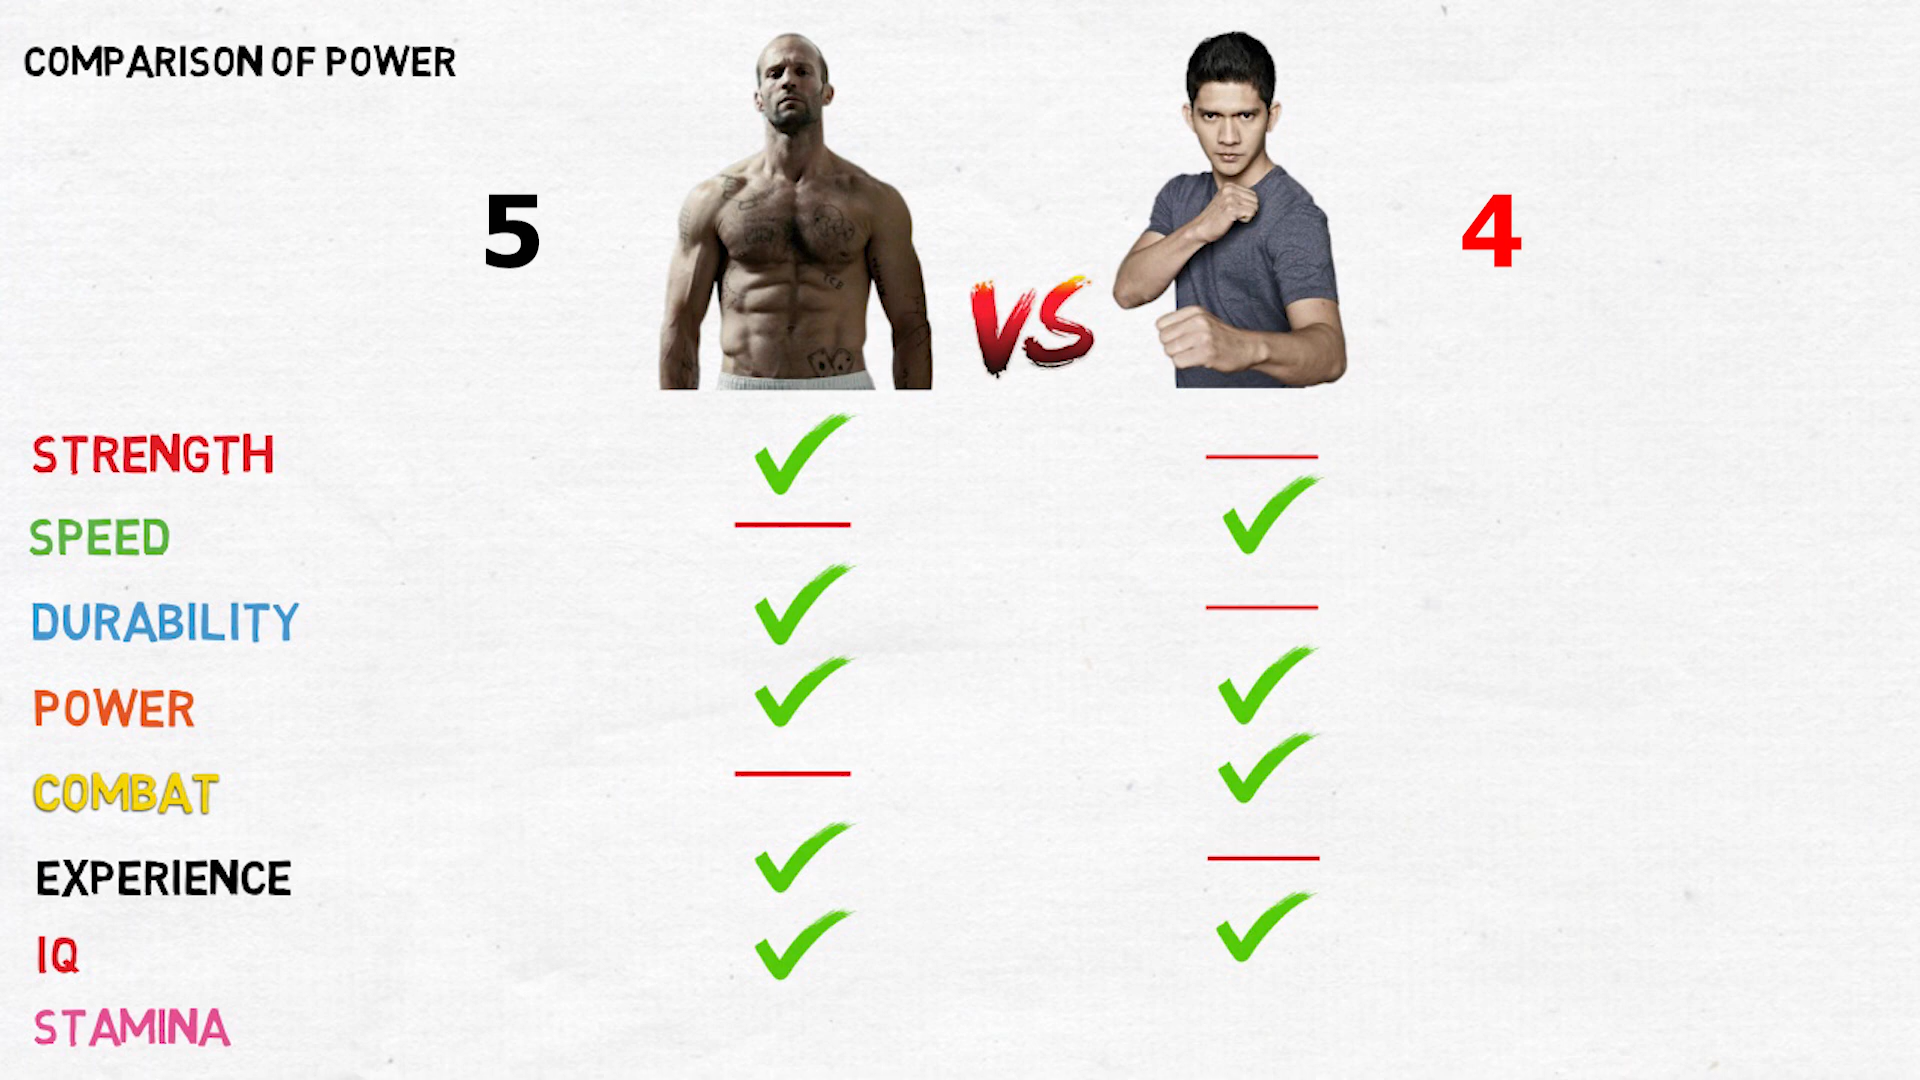 COMPARISON OF POWER
5
4
VS
STRENGTH
SPEED
DURABILITY
POWER
COMBAT
EXPERIENCE
IQ
STAMINA